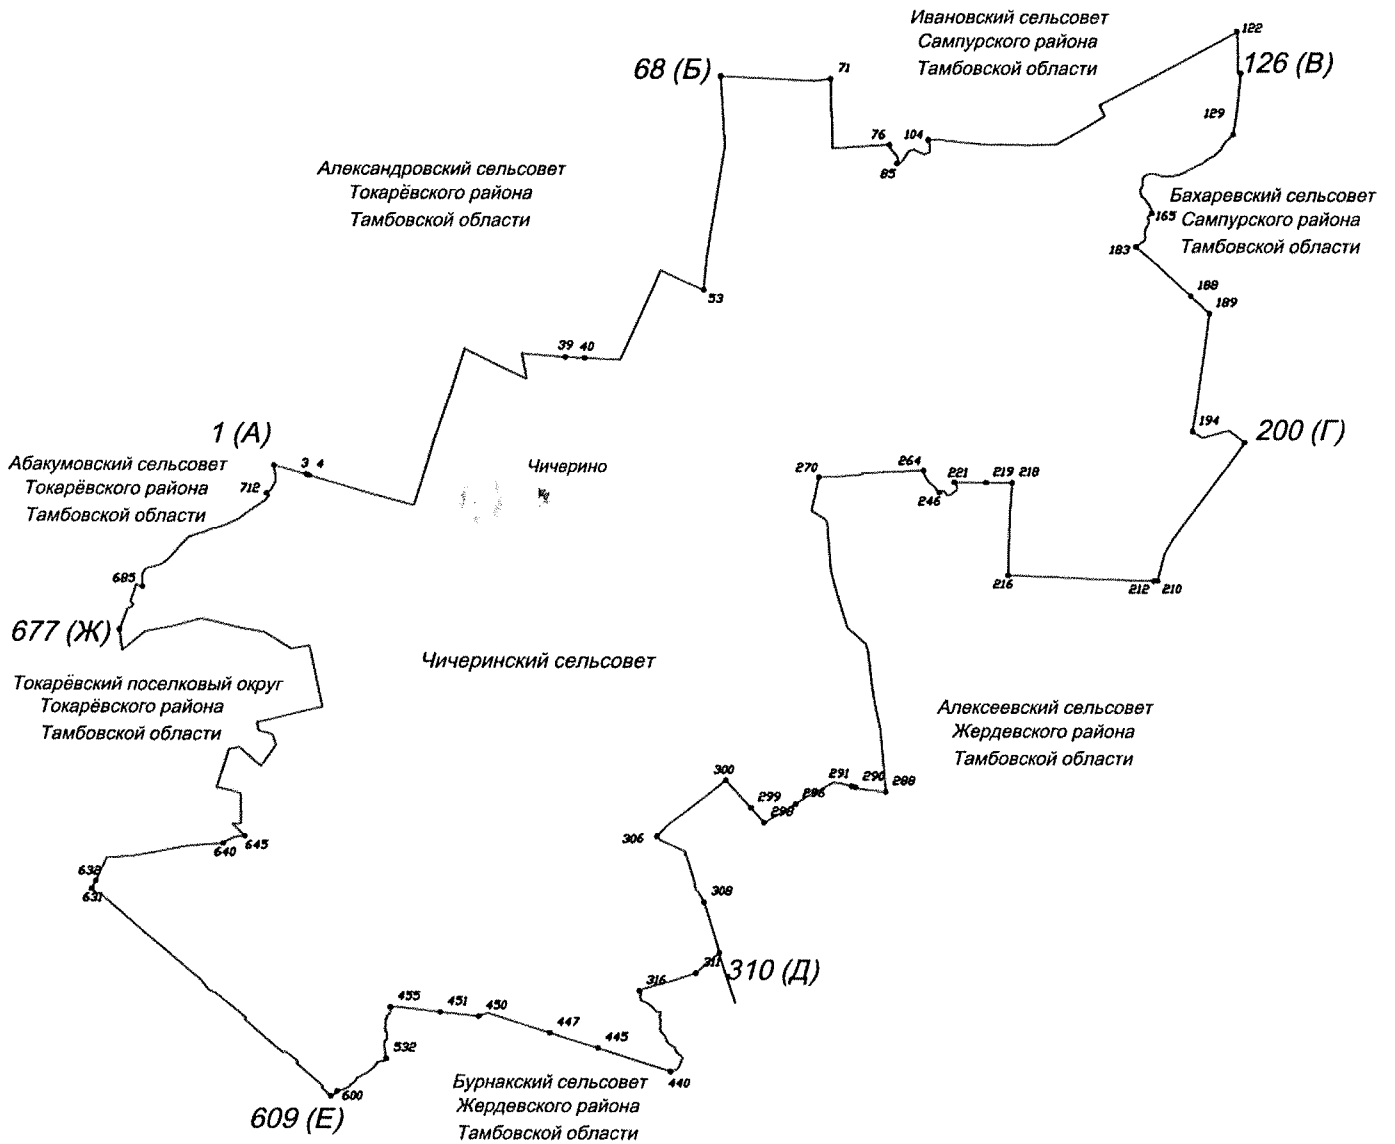 Ивановский сельсовет
Сампурского района
Тамбовской области
122
126 (В)
68 (Б)
71
129
76
104
85
Александровский сельсовет
Токарёвского района
Тамбовской области
Бахаревский сельсовет
165
Сампурского района
183
Тамбовской области
53
188
189
39
40
1 (А)
194
200 (Г)
Абакумовский сельсовет
Токарёвского района
Тамбовской области
3
4
712
Чичерино
270
264
221
219
218
246
685
216
212
210
677 (Ж)
Чичеринский сельсовет
Токарёвский поселковый округ
Токарёвского района
Тамбовской области
Алексеевский сельсовет
Жердевского района
Тамбовской области
300
291
290
288
299
296
298
306
640
645
632
631
308
311
310 (Д)
316
455
451
450
447
445
532
440
600
609 (Е)
Бурнакский сельсовет
Жердевского района
Тамбовской области